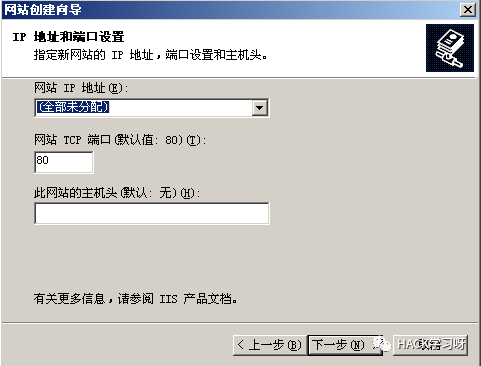 网站创建向导
IP 地址和端口设置
指定新网站的 IP 地址，端口设置和主机头。
网站 IP 地址(E):
(全部未分配)
网站 TCP 端口(默认值: 80)(T):
80
此网站的主机头(默认: 无)(H):
有关更多信息，请参阅 IIS 产品文档。
< 上一步(B) 下一步(N) > 取消
HACK学习呀